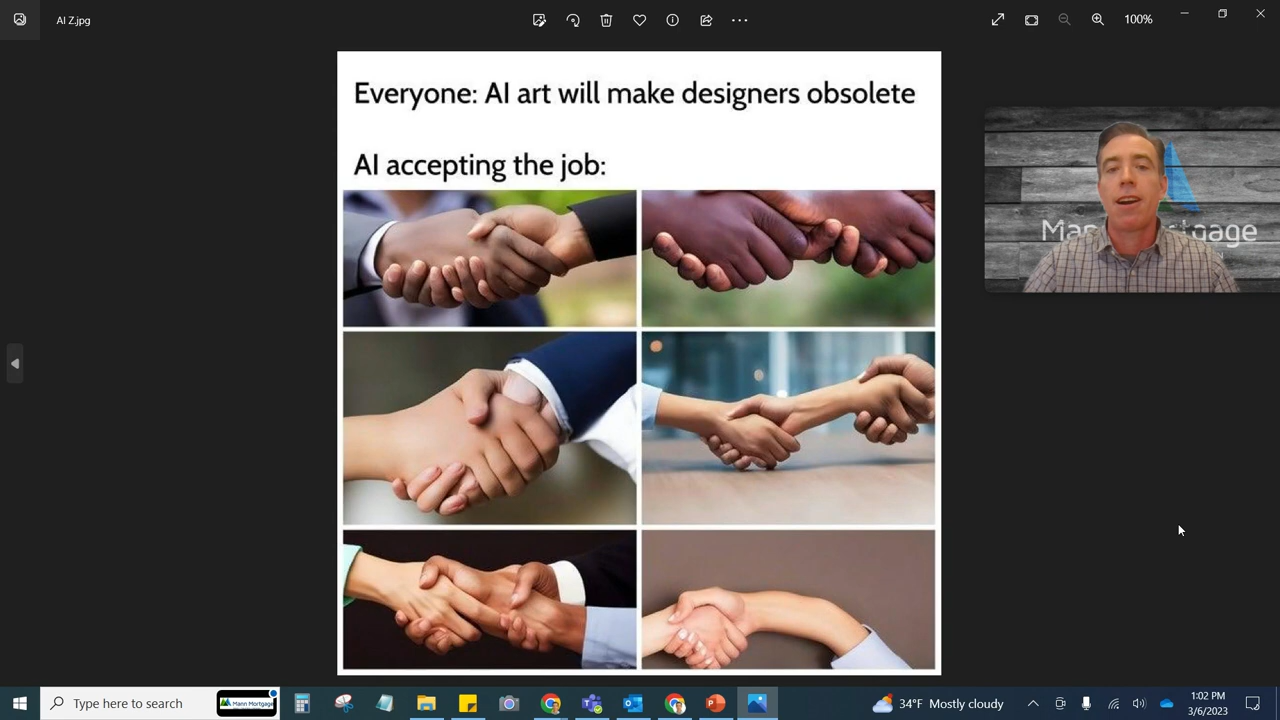 AI Z.jpg
100%
Everyone: AI art will make designers obsolete
AI accepting the job:
Type here to search
Mann Mortgage
34°F Mostly cloudy
1:02 PM
3/6/2023